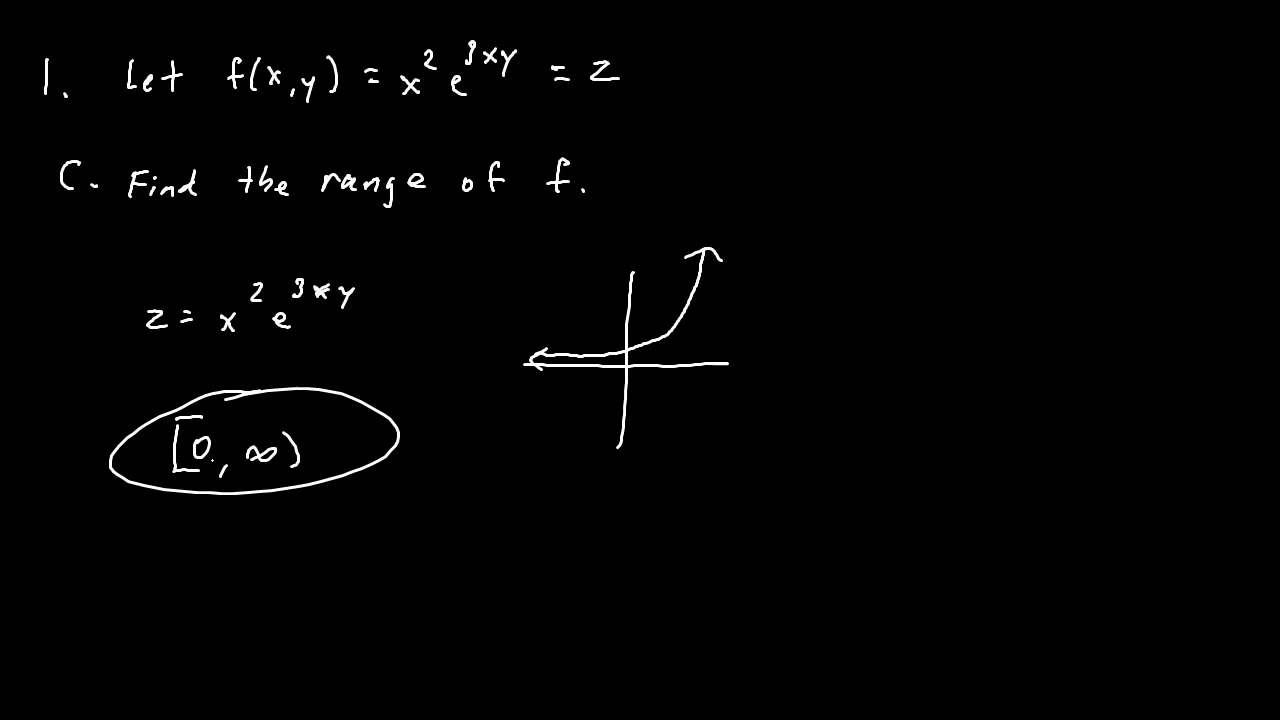 1. Let f(x,y) = x² e^{3xy} = z
C. Find the range of f.
z = x² e^{3xy}
[0, ∞)